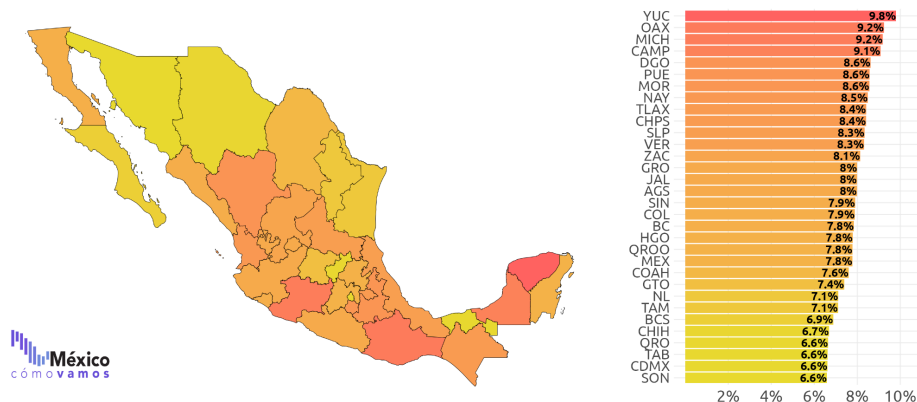 YUC 9.8%
OAX 9.2%
MICH 9.2%
CAMP 9.1%
DGO 8.6%
PUE 8.6%
MOR 8.6%
NAY 8.5%
TLAX 8.4%
CHPS 8.4%
SLP 8.3%
VER 8.3%
ZAC 8.1%
GRO 8%
JAL 8%
AGS 8%
SIN 7.9%
COL 7.9%
BC 7.8%
HGO 7.8%
QROO 7.8%
MEX 7.8%
COAH 7.6%
GTO 7.4%
NL 7.1%
TAM 7.1%
BCS 6.9%
CHIH 6.7%
QRO 6.6%
TAB 6.6%
CDMX 6.6%
SON 6.6%
2% 4% 6% 8% 10%
México
cómovamos